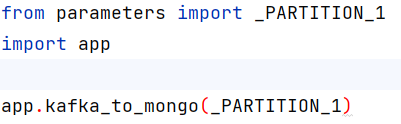 from parameters import _PARTITION_1
import app
app.kafka_to_mongo(_PARTITION_1)